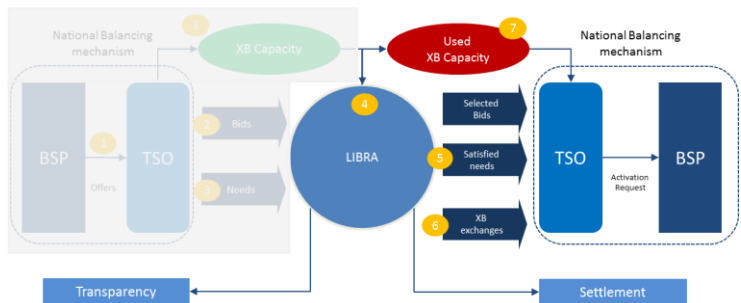 National Balancing
mechanism
XB Capacity
Used
XB Capacity
7
National Balancing
mechanism
BSP
1
Offers
TSO
2
Bids
3
Needs
4
LIBRA
Selected
Bids
5
Satisfied
needs
6
XB
exchanges
TSO
Activation
Request
BSP
Transparency
Settlement